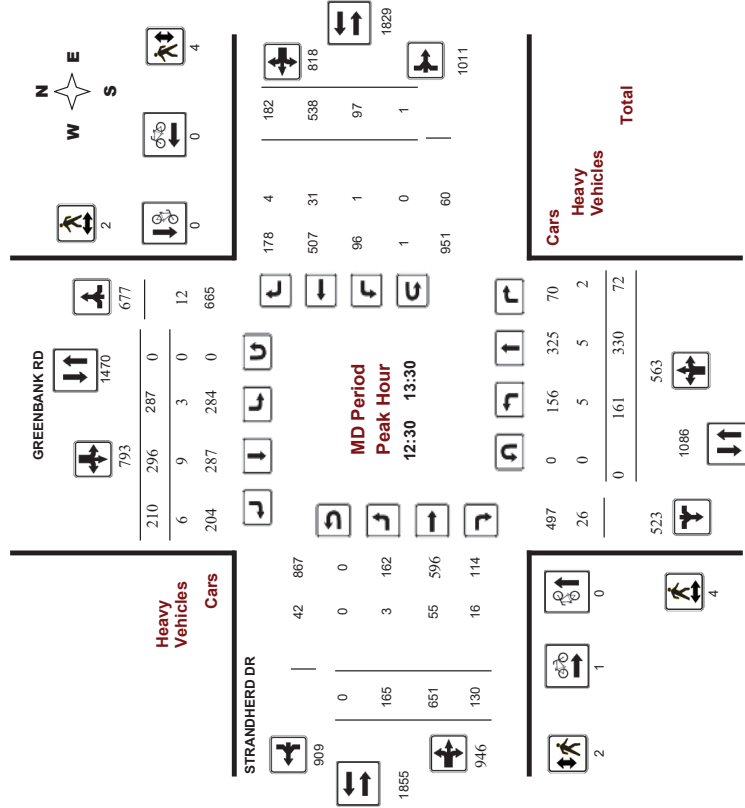 N
W E
S
2
4
0
0
GREENBANK RD
793
1470
677
210 296 287 0
6 9 3 0 12
204 287 284 0 665
Heavy
Vehicles
Cars
STRANDHERD DR
909
42 867
0 0 0
1855
165 3 162
651 55 596
946
130 16 114
MD Period
Peak Hour
12:30 13:30
178 4 182
507 31 538
96 1 97
1 0 1
951 60
818
1829
1011
497 0 156 325 70 Cars
26 0 5 5 2 Heavy
Vehicles
0 161 330 72 Total
523
1086
563
2
1
0
4